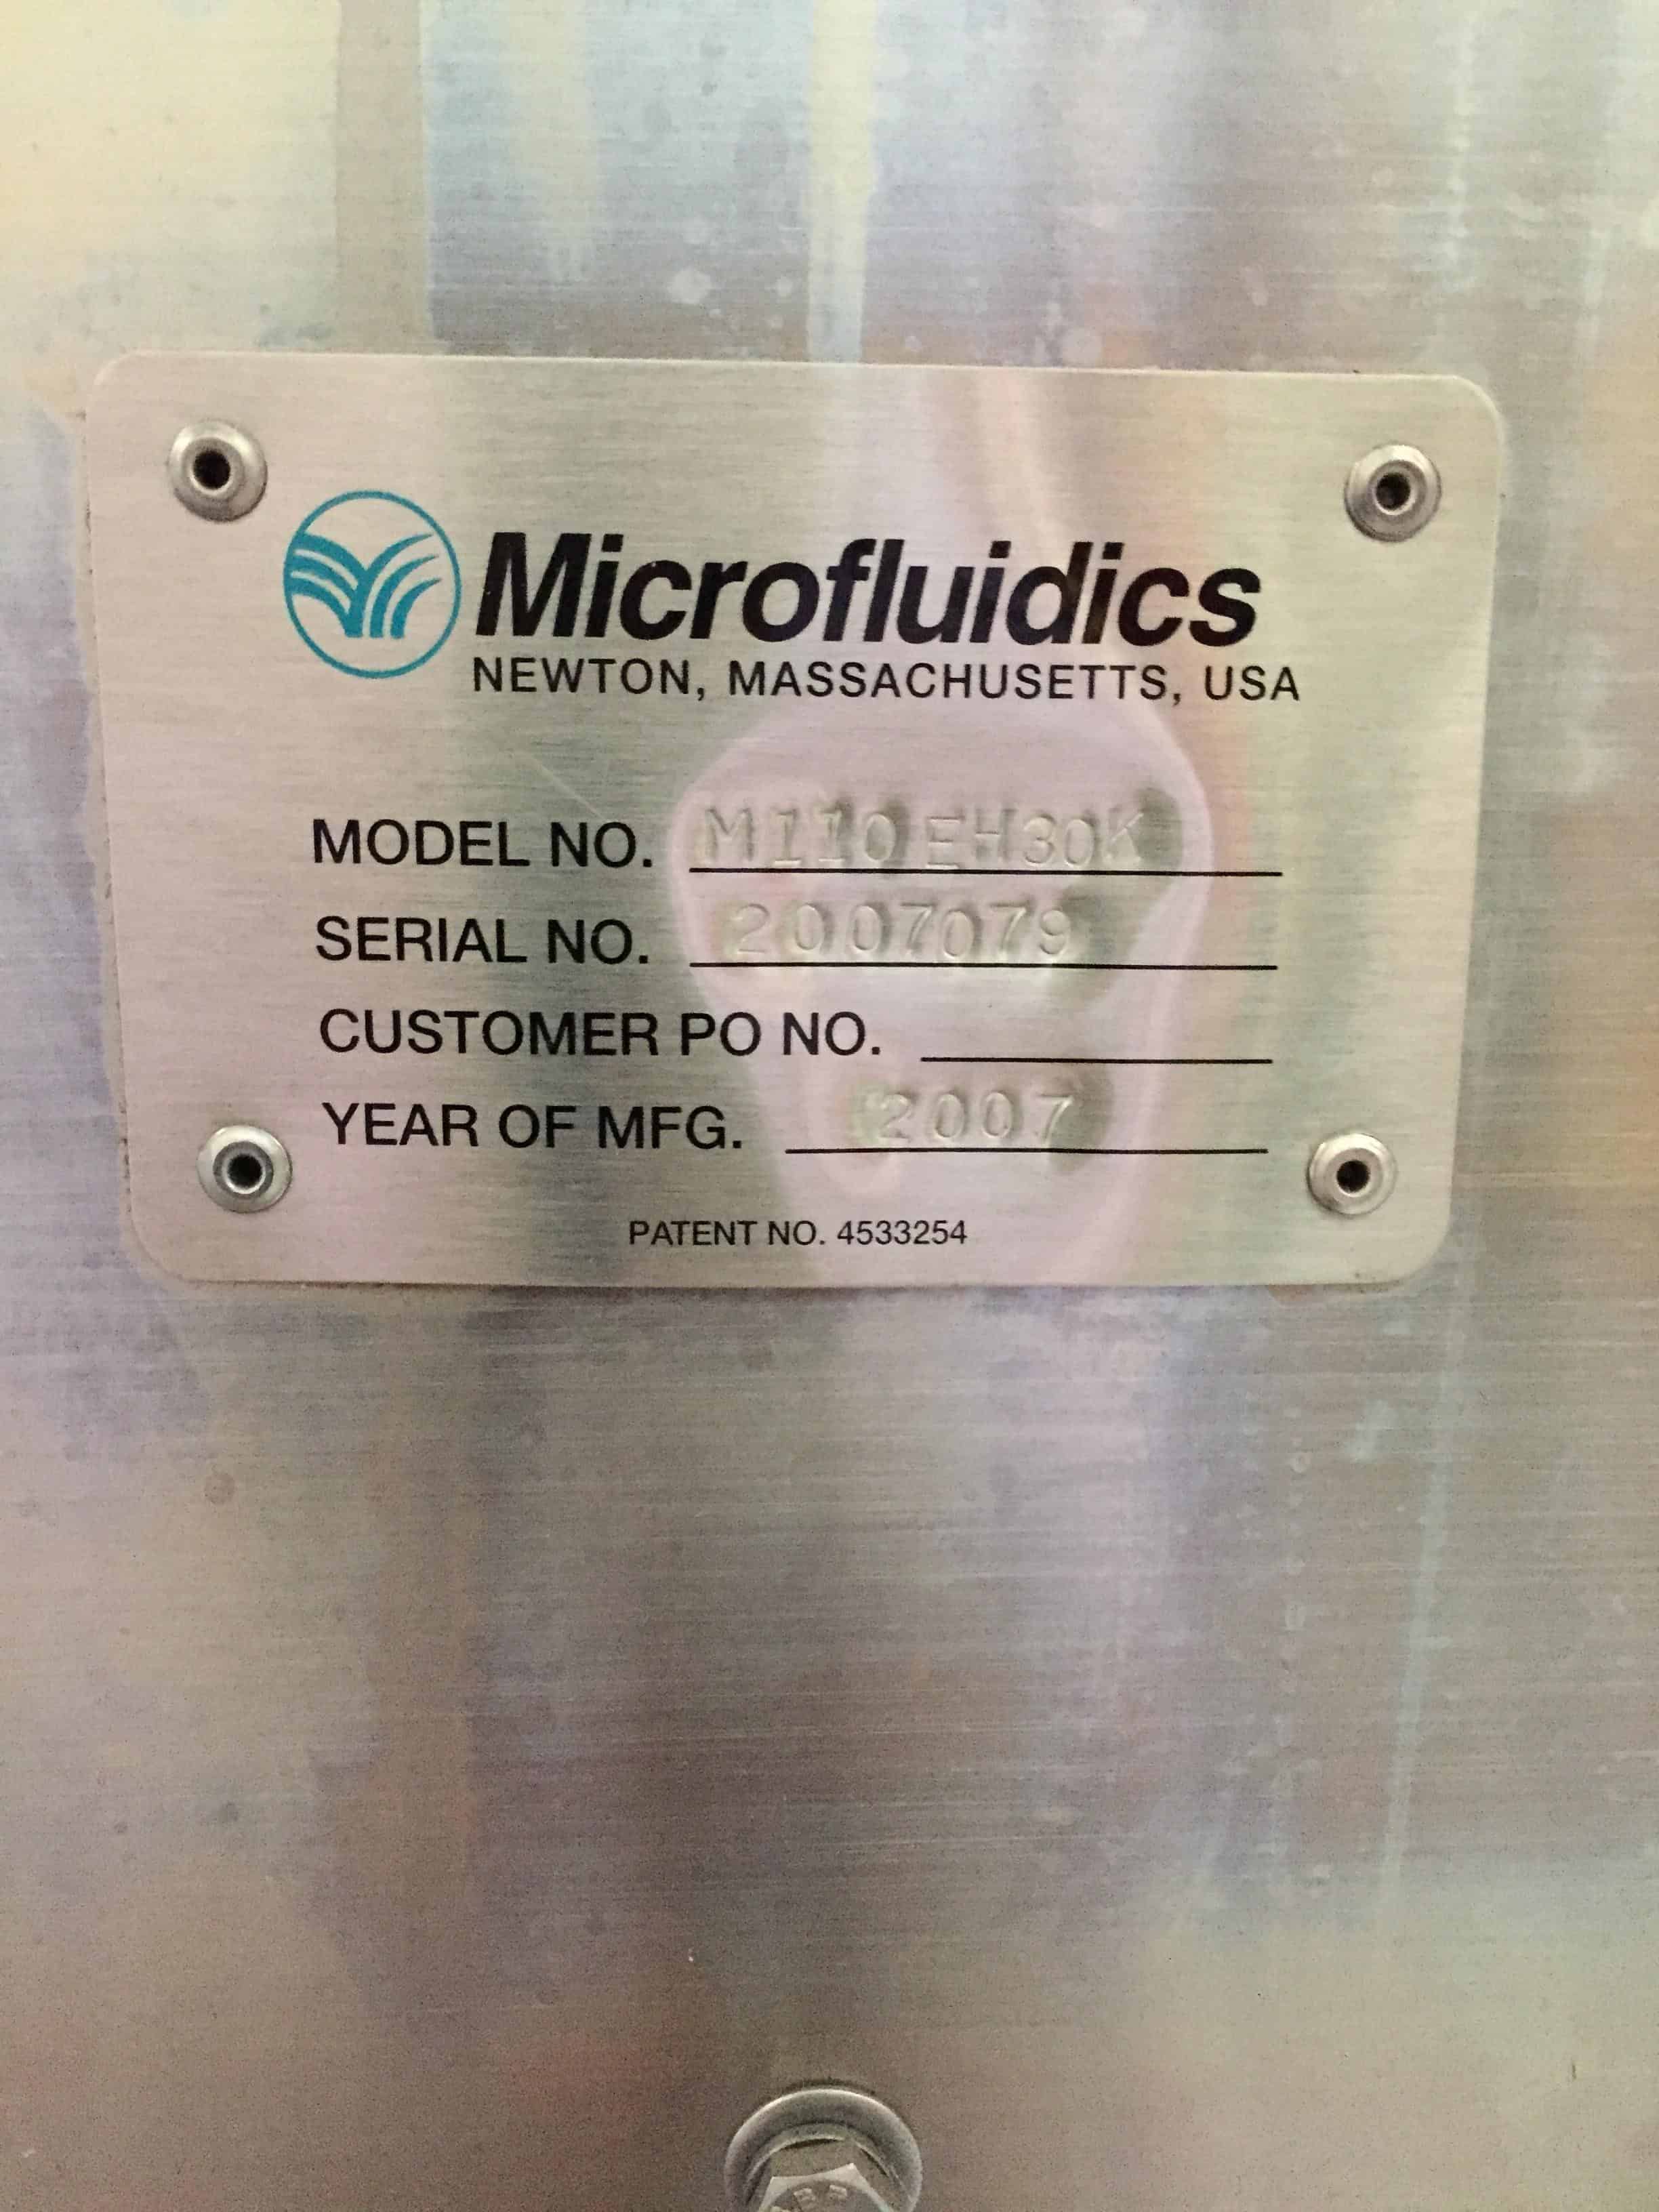 Microfluidics
NEWTON, MASSACHUSETTS, USA
MODEL NO. M110EH30K
SERIAL NO. 2007079
CUSTOMER PO NO.
YEAR OF MFG. 2007
PATENT NO. 4533254